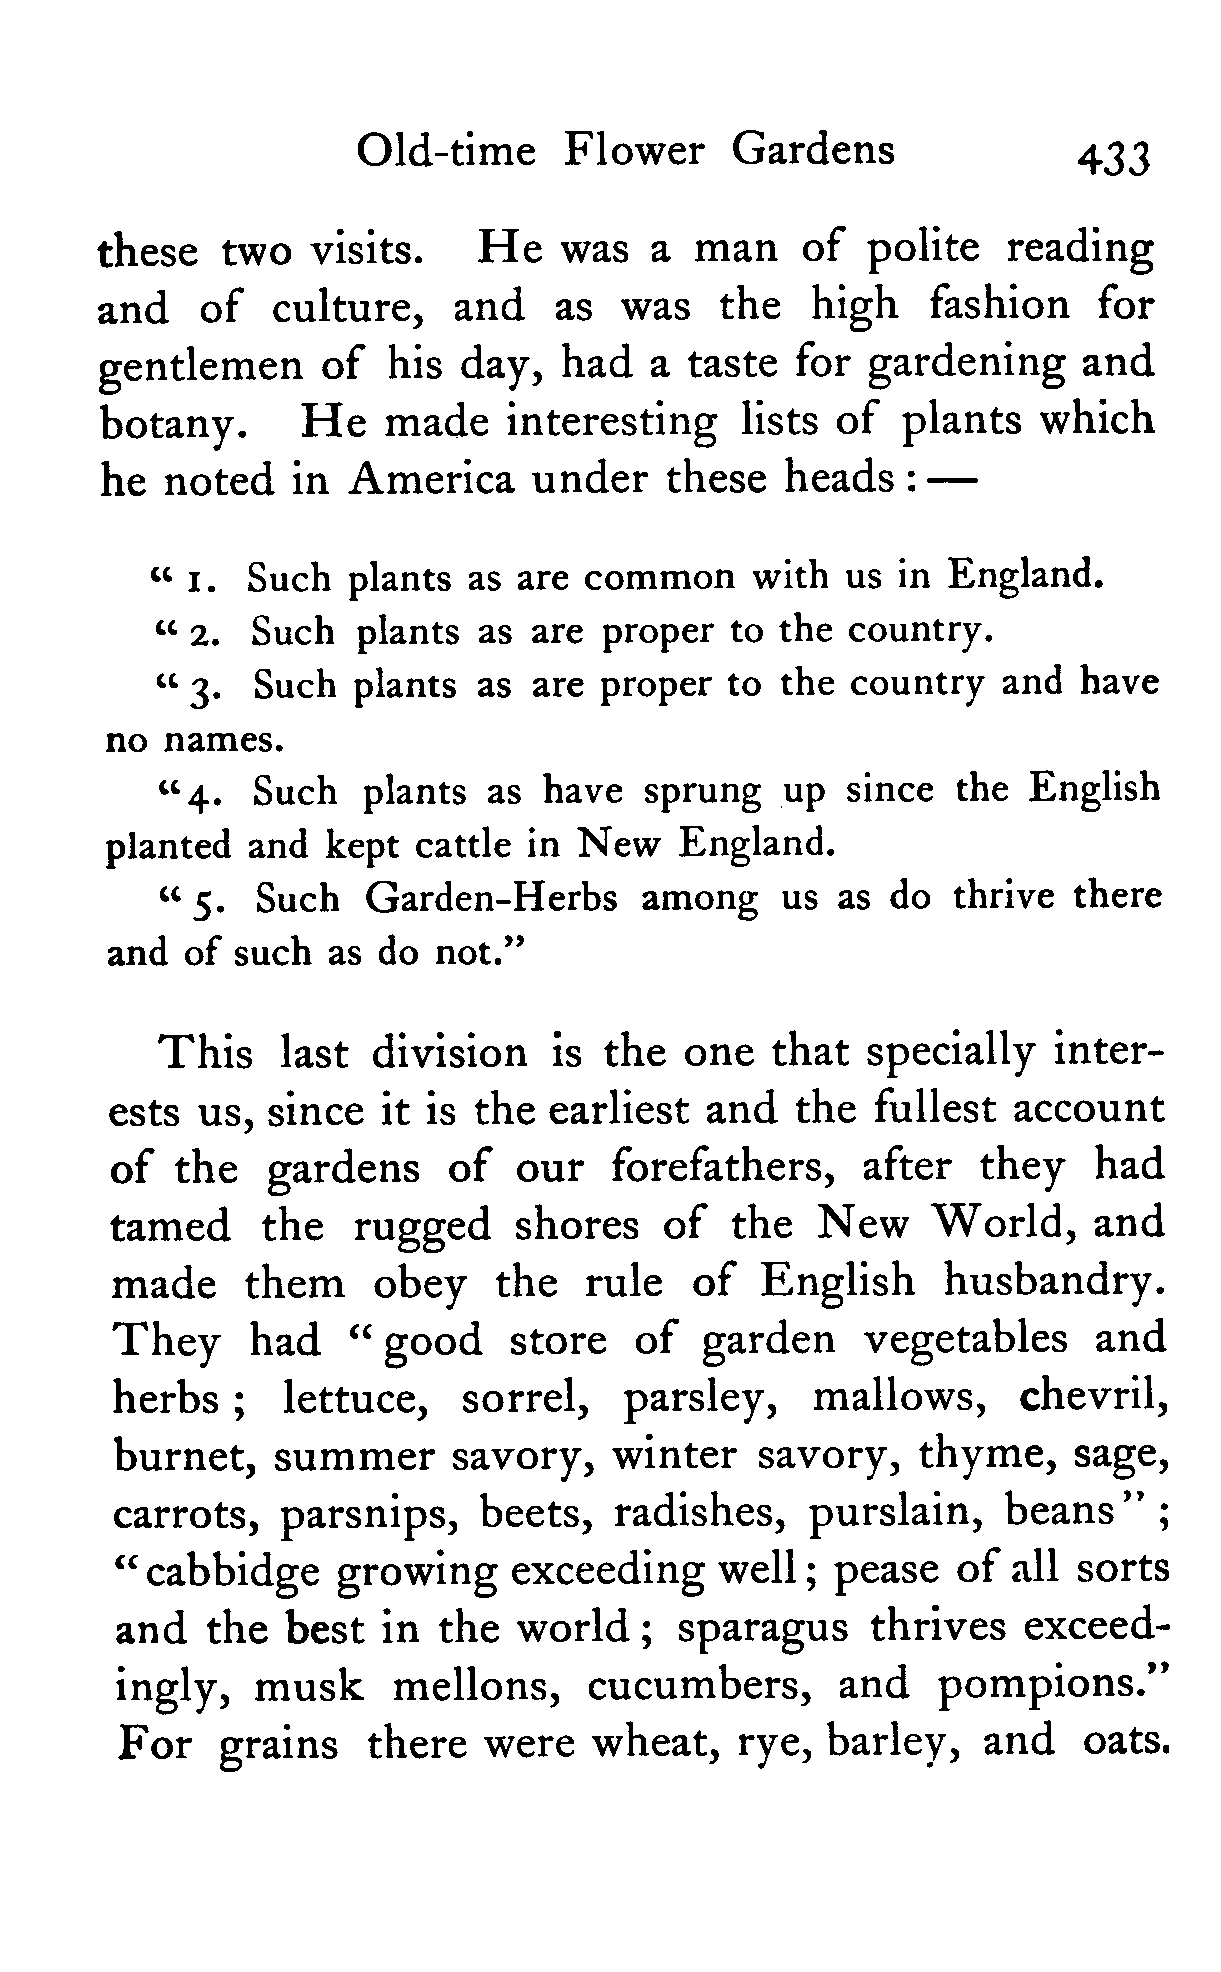 Old-time Flower Gardens 433
these two visits. He was a man of polite reading
and of culture, and as was the high fashion for
gentlemen of his day, had a taste for gardening and
botany. He made interesting lists of plants which
he noted in America under these heads : —
“ 1. Such plants as are common with us in England.
“ 2. Such plants as are proper to the country.
“ 3. Such plants as are proper to the country and have
no names.
“ 4. Such plants as have sprung up since the English
planted and kept cattle in New England.
“ 5. Such Garden-Herbs among us as do thrive there
and of such as do not.”
This last division is the one that specially inter-
ests us, since it is the earliest and the fullest account
of the gardens of our forefathers, after they had
tamed the rugged shores of the New World, and
made them obey the rule of English husbandry.
They had “ good store of garden vegetables and
herbs ; lettuce, sorrel, parsley, mallows, chevril,
burnet, summer savory, winter savory, thyme, sage,
carrots, parsnips, beets, radishes, purslain, beans ” ;
“ cabbidge growing exceeding well ; pease of all sorts
and the best in the world ; sparagus thrives exceed-
ingly, musk mellons, cucumbers, and pompions.”
For grains there were wheat, rye, barley, and oats.